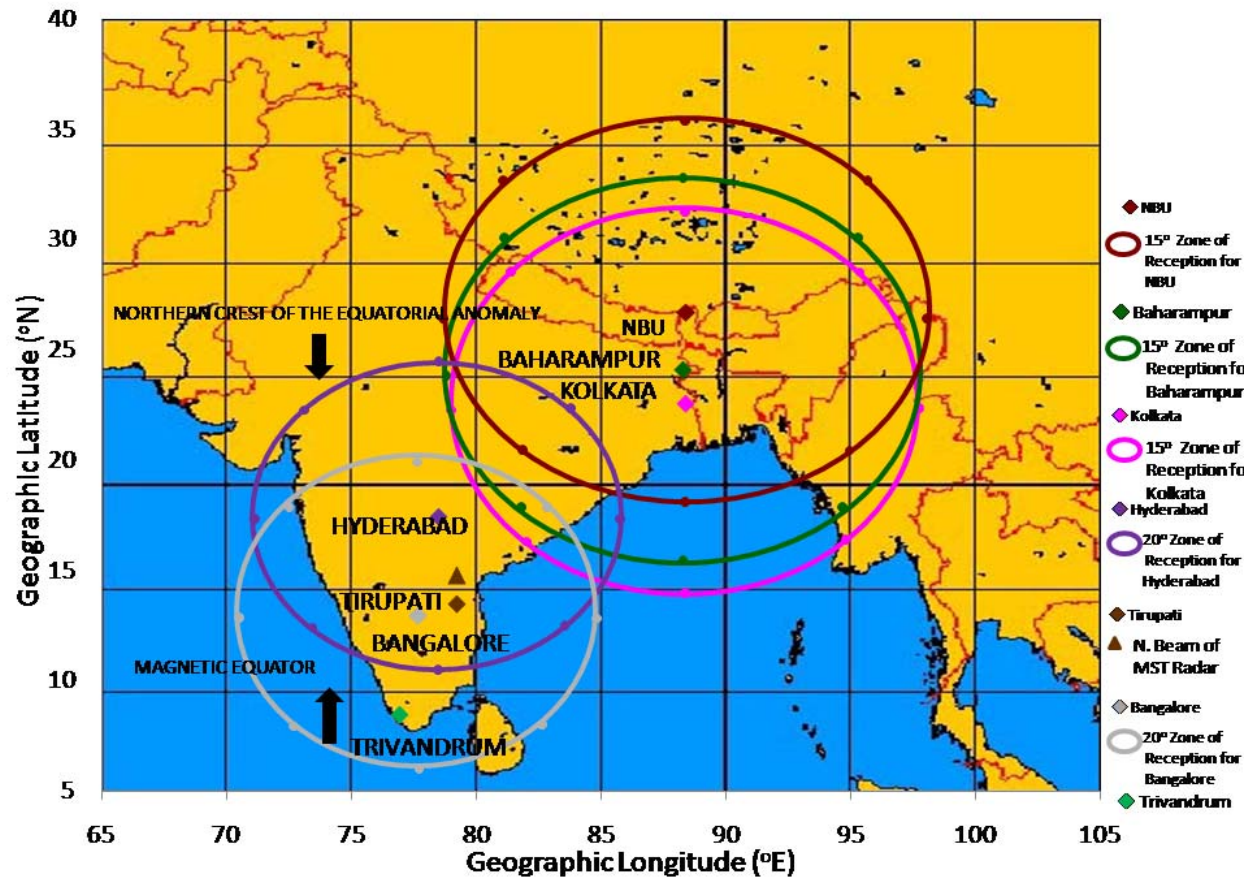 40
35
30
25
20
15
10
5
Geographic Latitude (°N)
NORTHERN CREST OF THE EQUATORIAL ANOMALY
NBU
BAHARAMPUR
KOLKATA
HYDERABAD
TIRUPATI
BANGALORE
MAGNETIC EQUATOR
TRIVANDRUM
65 70 75 80 85 90 95 100 105
Geographic Longitude (°E)
NBU
15° Zone of
Reception for
NBU
Baharampur
15° Zone of
Reception fo
Baharampur
Kolkata
15° Zone of
Reception fo
Kolkata
Hyderabad
20° Zone of
Reception for
Hyderabad
Tirupati
N. Beam of
MST Radar
Bangalore
20° Zone of
Reception for
Bangalore
Trivandrum